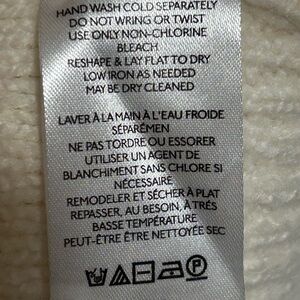 HAND WASH COLD SEPARATELY
DO NOT WRING OR TWIST
USE ONLY NON-CHLORINE
BLEACH
RESHAPE & LAY FLAT TO DRY
LOW IRON AS NEEDED
MAY BE DRY CLEANED
LAVER À LA MAIN À L'EAU FROIDE
SÉPARÉMEN
NE PAS TORDRE OU ESSORER
UTILISER UN AGENT DE
BLANCHIMENT SANS CHLORE SI
NÉCESSAIRE
REMODELER ET SÉCHER À PLAT
REPASSER, AU BESOIN, À TRÉS
BASSE TEMPÉRATURE
PEUT-ÊTRE ÊTRE NETTOYÉE SEC
P